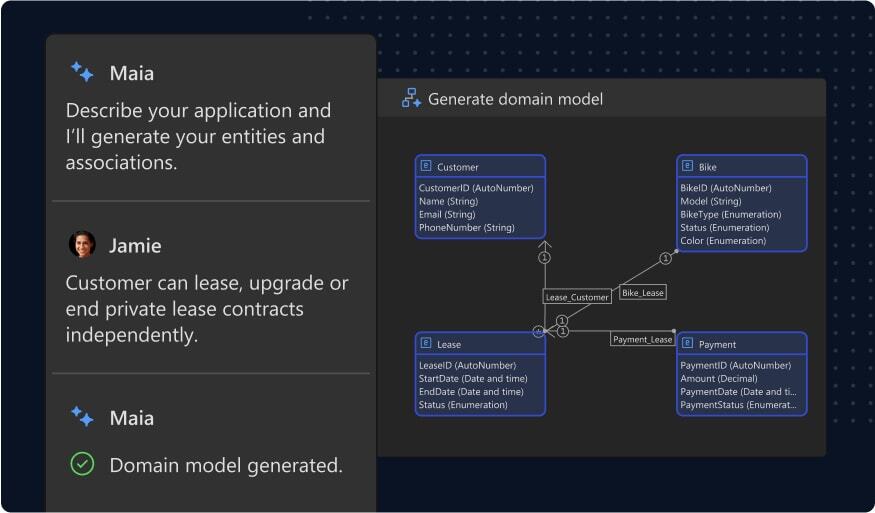 Maia
Describe your application and
I'll generate your entities and
associations.
Jamie
Customer can lease, upgrade or
end private lease contracts
independently.
Maia
Domain model generated.
Generate domain model
e Customer
CustomerID (AutoNumber)
Name (String)
Email (String)
PhoneNumber (String)
e Bike
BikeID (AutoNumber)
Model (String)
BikeType (Enumeration)
Status (Enumeration)
Color (Enumeration)
1
1
Lease_Customer
Bike_Lease
1
1
Payment_Lease
e Lease
LeaseID (AutoNumber)
StartDate (Date and time)
EndDate (Date and time)
Status (Enumeration)
e Payment
PaymentID (AutoNumber)
Amount (Decimal)
PaymentDate (Date and ti...
PaymentStatus (Enumerat...